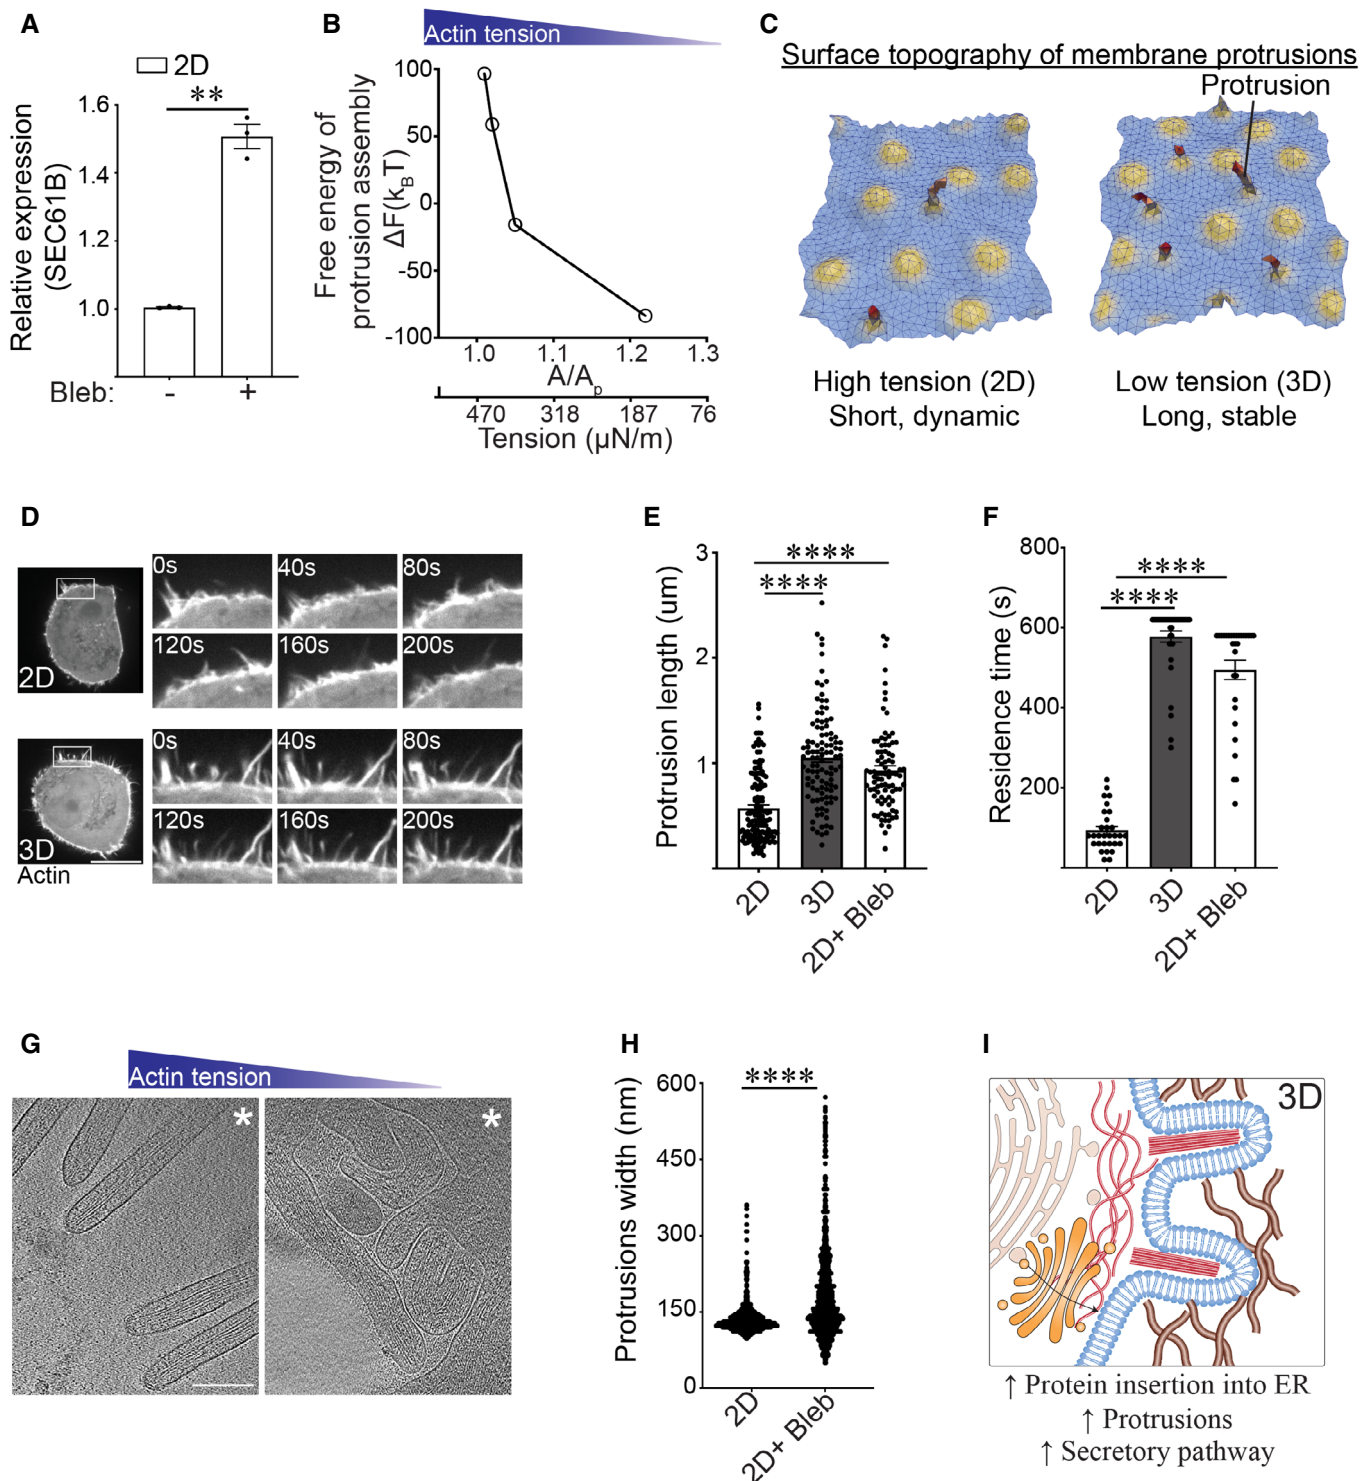 A
2D
**
Relative expression
(SEC61B)
1.6
1.4
1.2
1.0
Bleb:
-
+
B
Actin tension
Free energy of
protrusion assembly
ΔF(kBT)
100
50
0
-50
-100
1.0
1.1
1.2
1.3
A/Ap
470
318
187
76
Tension (µN/m)
C
Surface topography of membrane protrusions
Protrusion
High tension (2D)
Short, dynamic
Low tension (3D)
Long, stable
D
2D
0s
40s
80s
120s
160s
200s
3D
Actin
0s
40s
80s
120s
160s
200s
E
Protrusion length (um)
3
2
1
****
****
2D
3D
2D+ Bleb
F
Residence time (s)
800
600
400
200
****
****
2D
3D
2D+ Bleb
G
Actin tension
*
*
H
Protrusions width (nm)
600
450
300
150
0
****
2D
2D+ Bleb
I
3D
↑ Protein insertion into ER
↑ Protrusions
↑ Secretory pathway